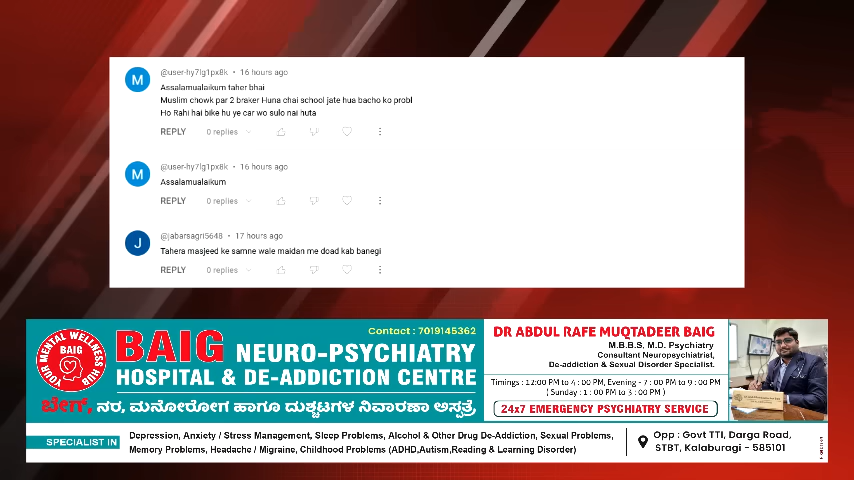 @user-hy7lg1px8k • 16 hours ago
Assalamualaikum taher bhai
Muslim chowk par 2 braker Huna chai school jate hua bacho ko probl
Ho Rahi hai bike hu ye car wo sulo nai huta
REPLY 0 replies
@user-hy7lg1px8k • 16 hours ago
Assalamualaikum
REPLY 0 replies
@jabarsagri5648 • 17 hours ago
Tahera masjeed ke samne wale maidan me doad kab banegi
REPLY 0 replies
Contact : 7019145362
YOUR MENTAL WELLNESS HUB
BAIG
BAIG NEURO-PSYCHIATRY
HOSPITAL & DE-ADDICTION CENTRE
ಬೇಗ್, ನರ, ಮನೋರೋಗ ಹಾಗೂ ದುಶ್ಚಟಗಳ ನಿವಾರಣಾ ಆಸ್ಪತ್ರೆ
DR ABDUL RAFE MUQTADEER BAIG
M.B.B.S, M.D. Psychiatry
Consultant Neuropsychiatrist,
De-addiction & Sexual Disorder Specialist.
Timings : 12:00 PM to 4 : 00 PM, Evening - 7 : 00 PM to 9 : 00 PM
( Sunday : 1 : 00 PM to 3 : 00 PM )
24x7 EMERGENCY PSYCHIATRY SERVICE
SPECIALIST IN
Depression, Anxiety / Stress Management, Sleep Problems, Alcohol & Other Drug De-Addiction, Sexual Problems,
Memory Problems, Headache / Migraine, Childhood Problems (ADHD,Autism,Reading & Learning Disorder)
Opp : Govt TTI, Darga Road,
STBT, Kalaburagi - 585101